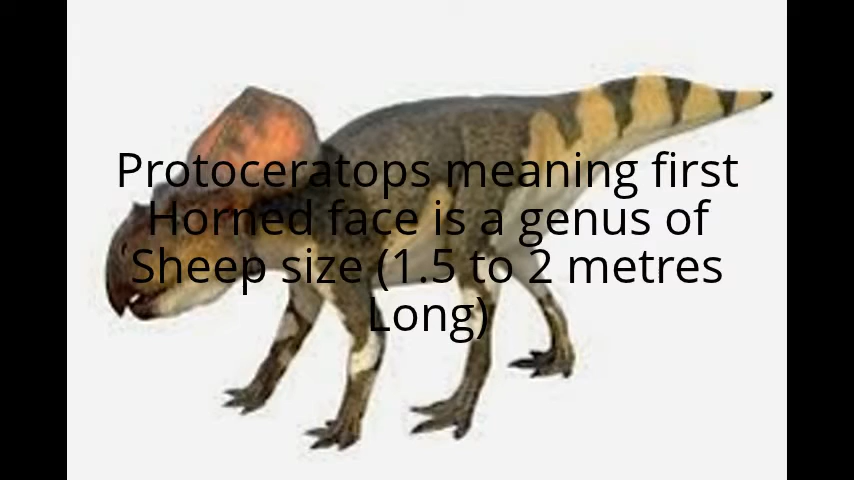 Protoceratops meaning first
Horned face is a genus of
Sheep size (1.5 to 2 metres
Long)